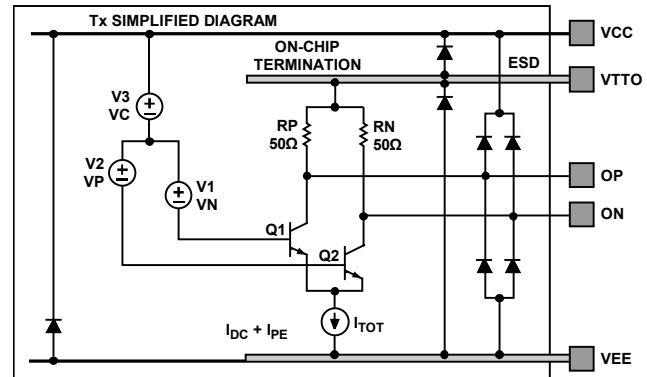 Tx SIMPLIFIED DIAGRAM
VCC
ON-CHIP
TERMINATION
ESD
VTTO
V3
VC
RP
50Ω
RN
50Ω
V2
VP
V1
VN
OP
ON
Q1
Q2
IDC + IPE
ITOT
VEE